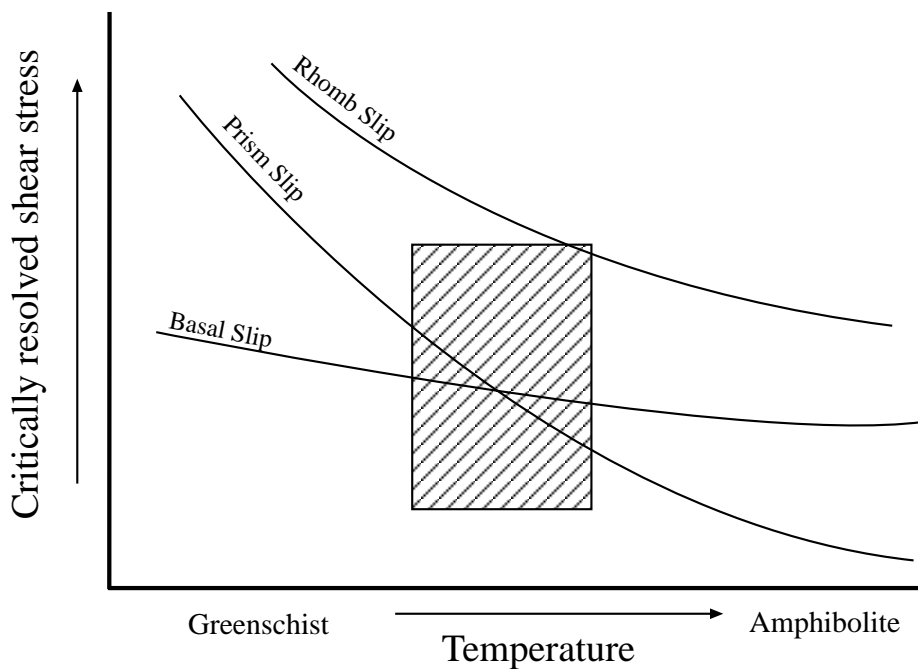 Critically resolved shear stress
Rhomb Slip
Prism Slip
Basal Slip
Greenschist
Amphibolite
Temperature